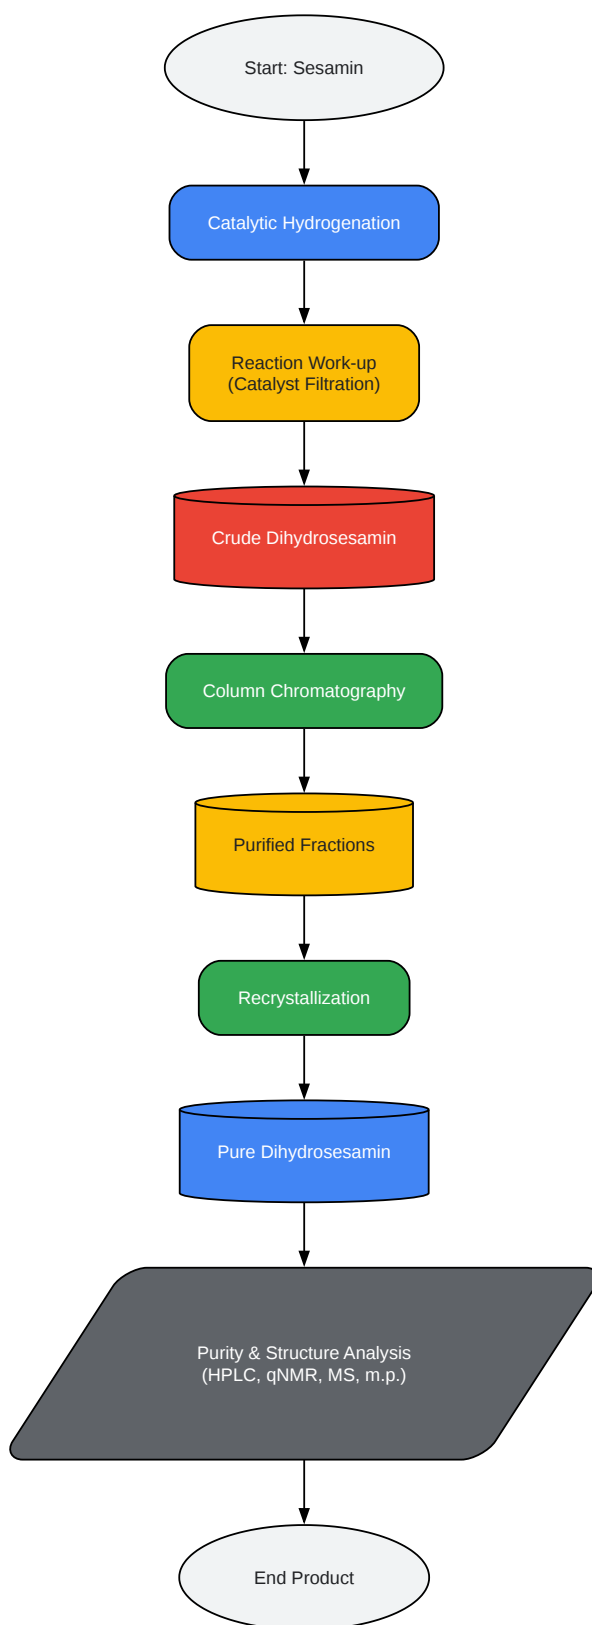 Start: Sesamin
Catalytic Hydrogenation
Reaction Work-up
(Catalyst Filtration)
Crude Dihydrosesamin
Column Chromatography
Purified Fractions
Recrystallization
Pure Dihydrosesamin
Purity & Structure Analysis
(HPLC, qNMR, MS, m.p.)
End Product